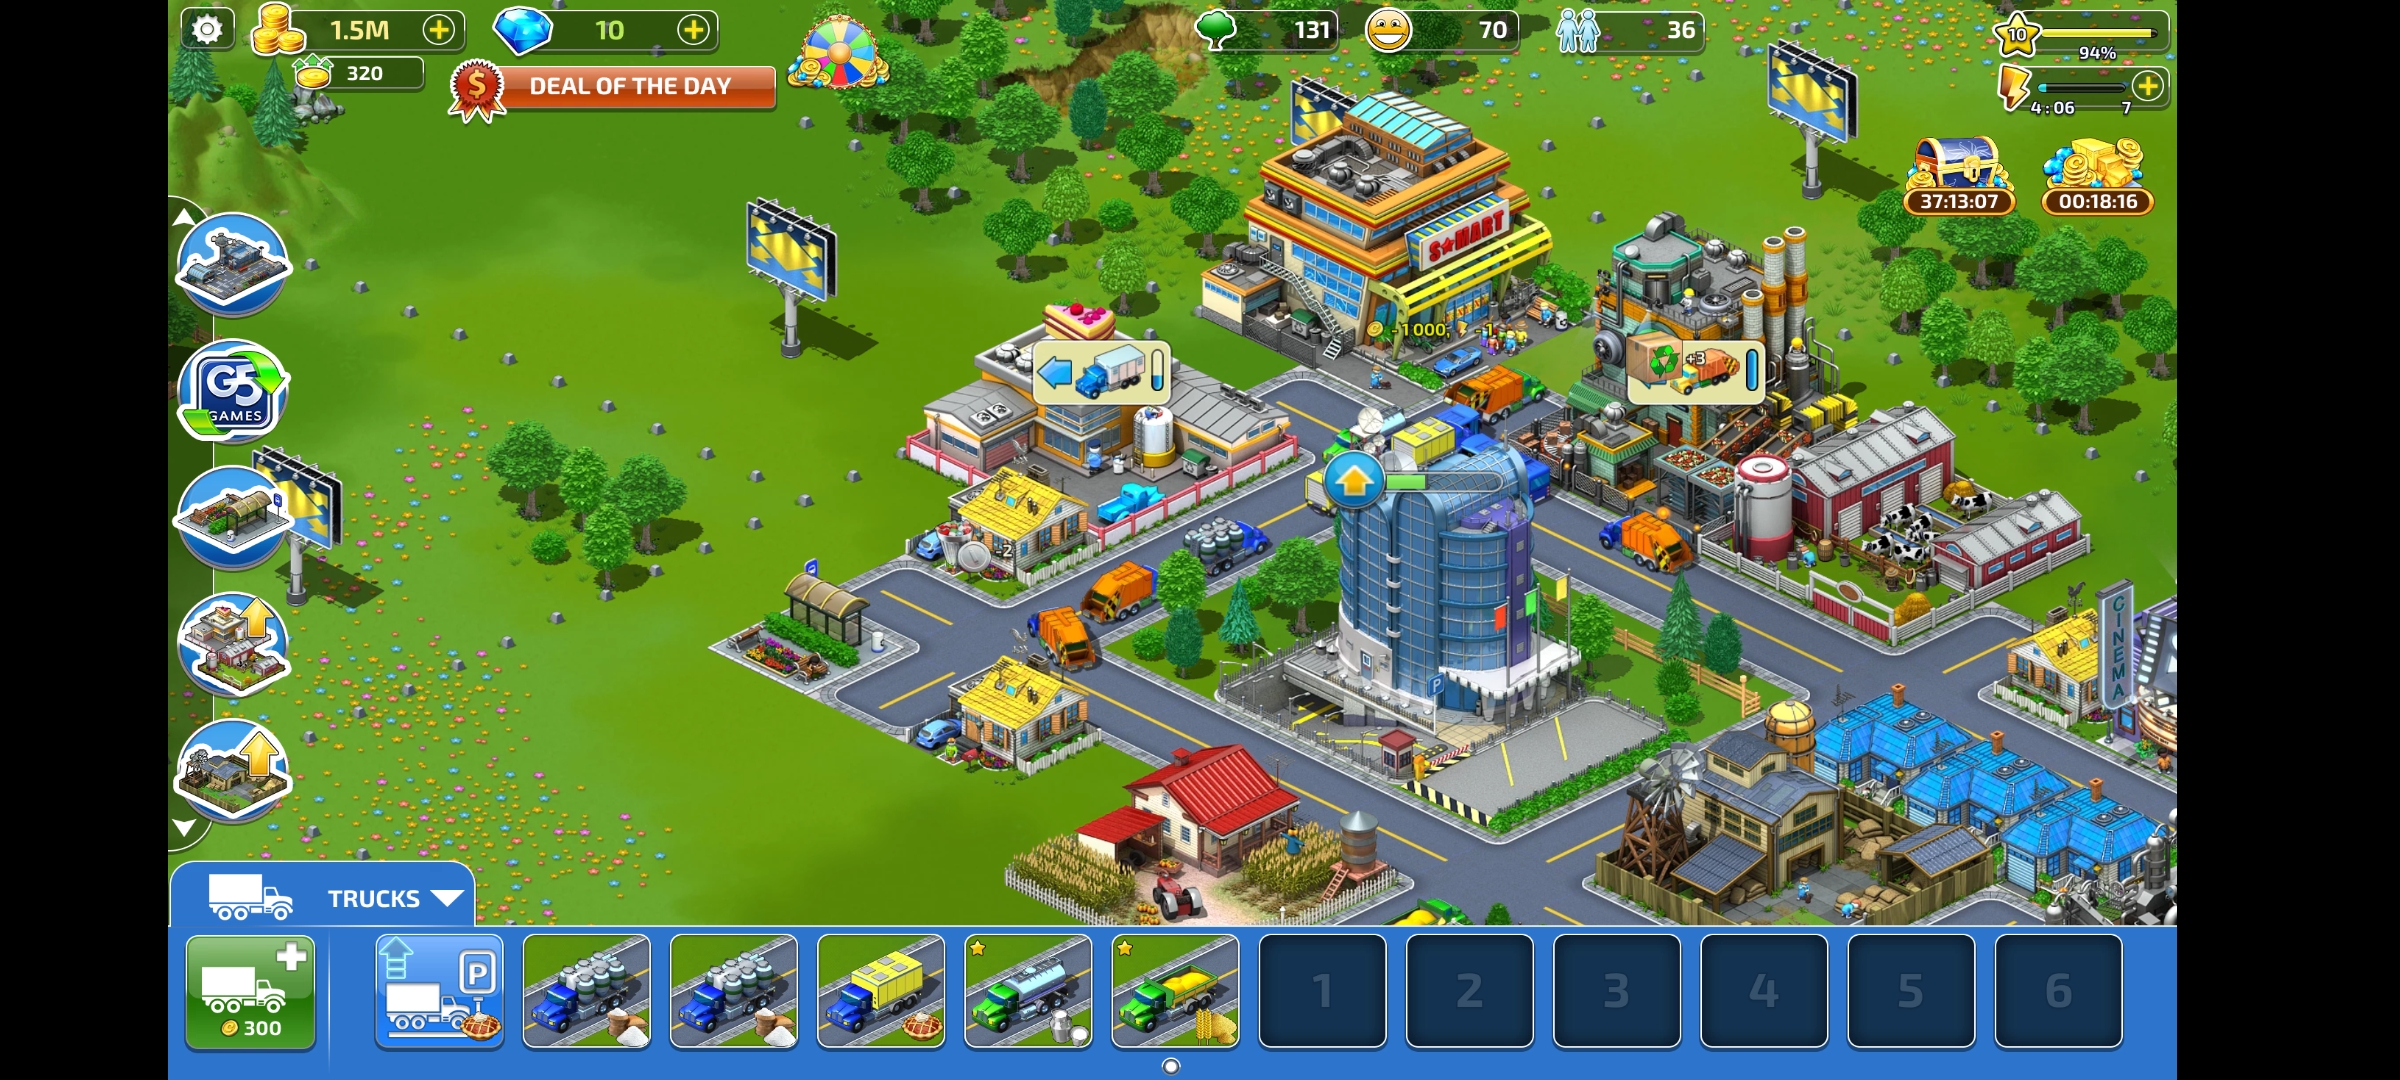 1.5M
10
131
70
36
10
94%
320
DEAL OF THE DAY
4:06
7
37:13:07
00:18:16
S★MART
-1000, -1
+3
G5
GAMES
-2
P
CINEMA
TRUCKS
300
P
1
2
3
4
5
6